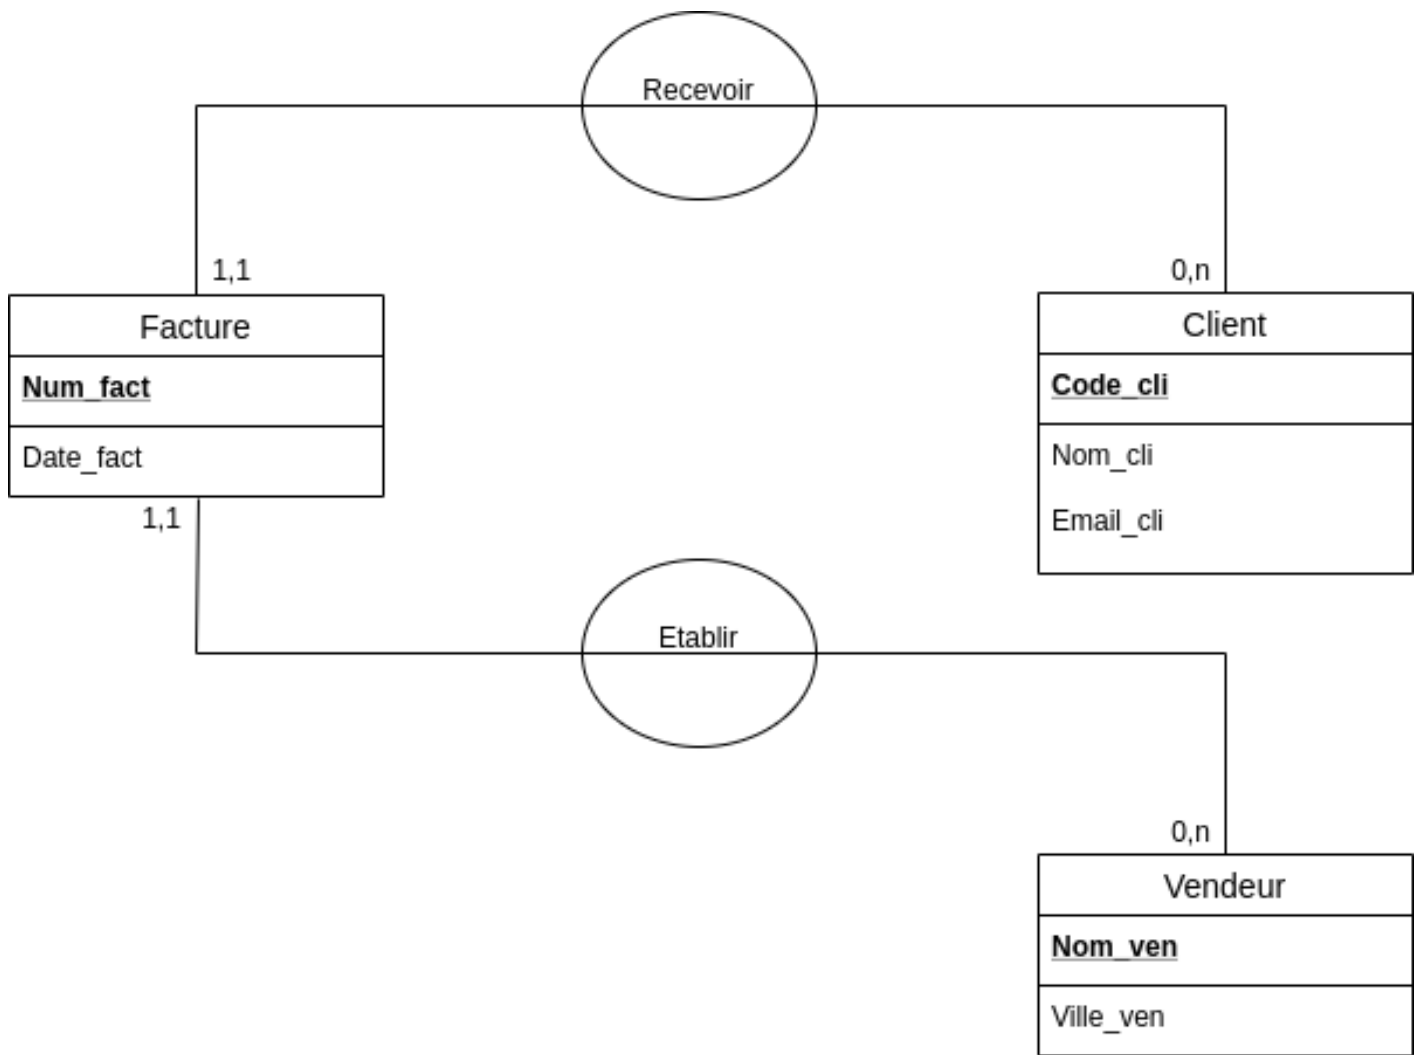 Recevoir
1,1
0,n
Facture
Num_fact
Date_fact
Client
Code_cli
Nom_cli
Email_cli
1,1
Etablir
0,n
Vendeur
Nom_ven
Ville_ven